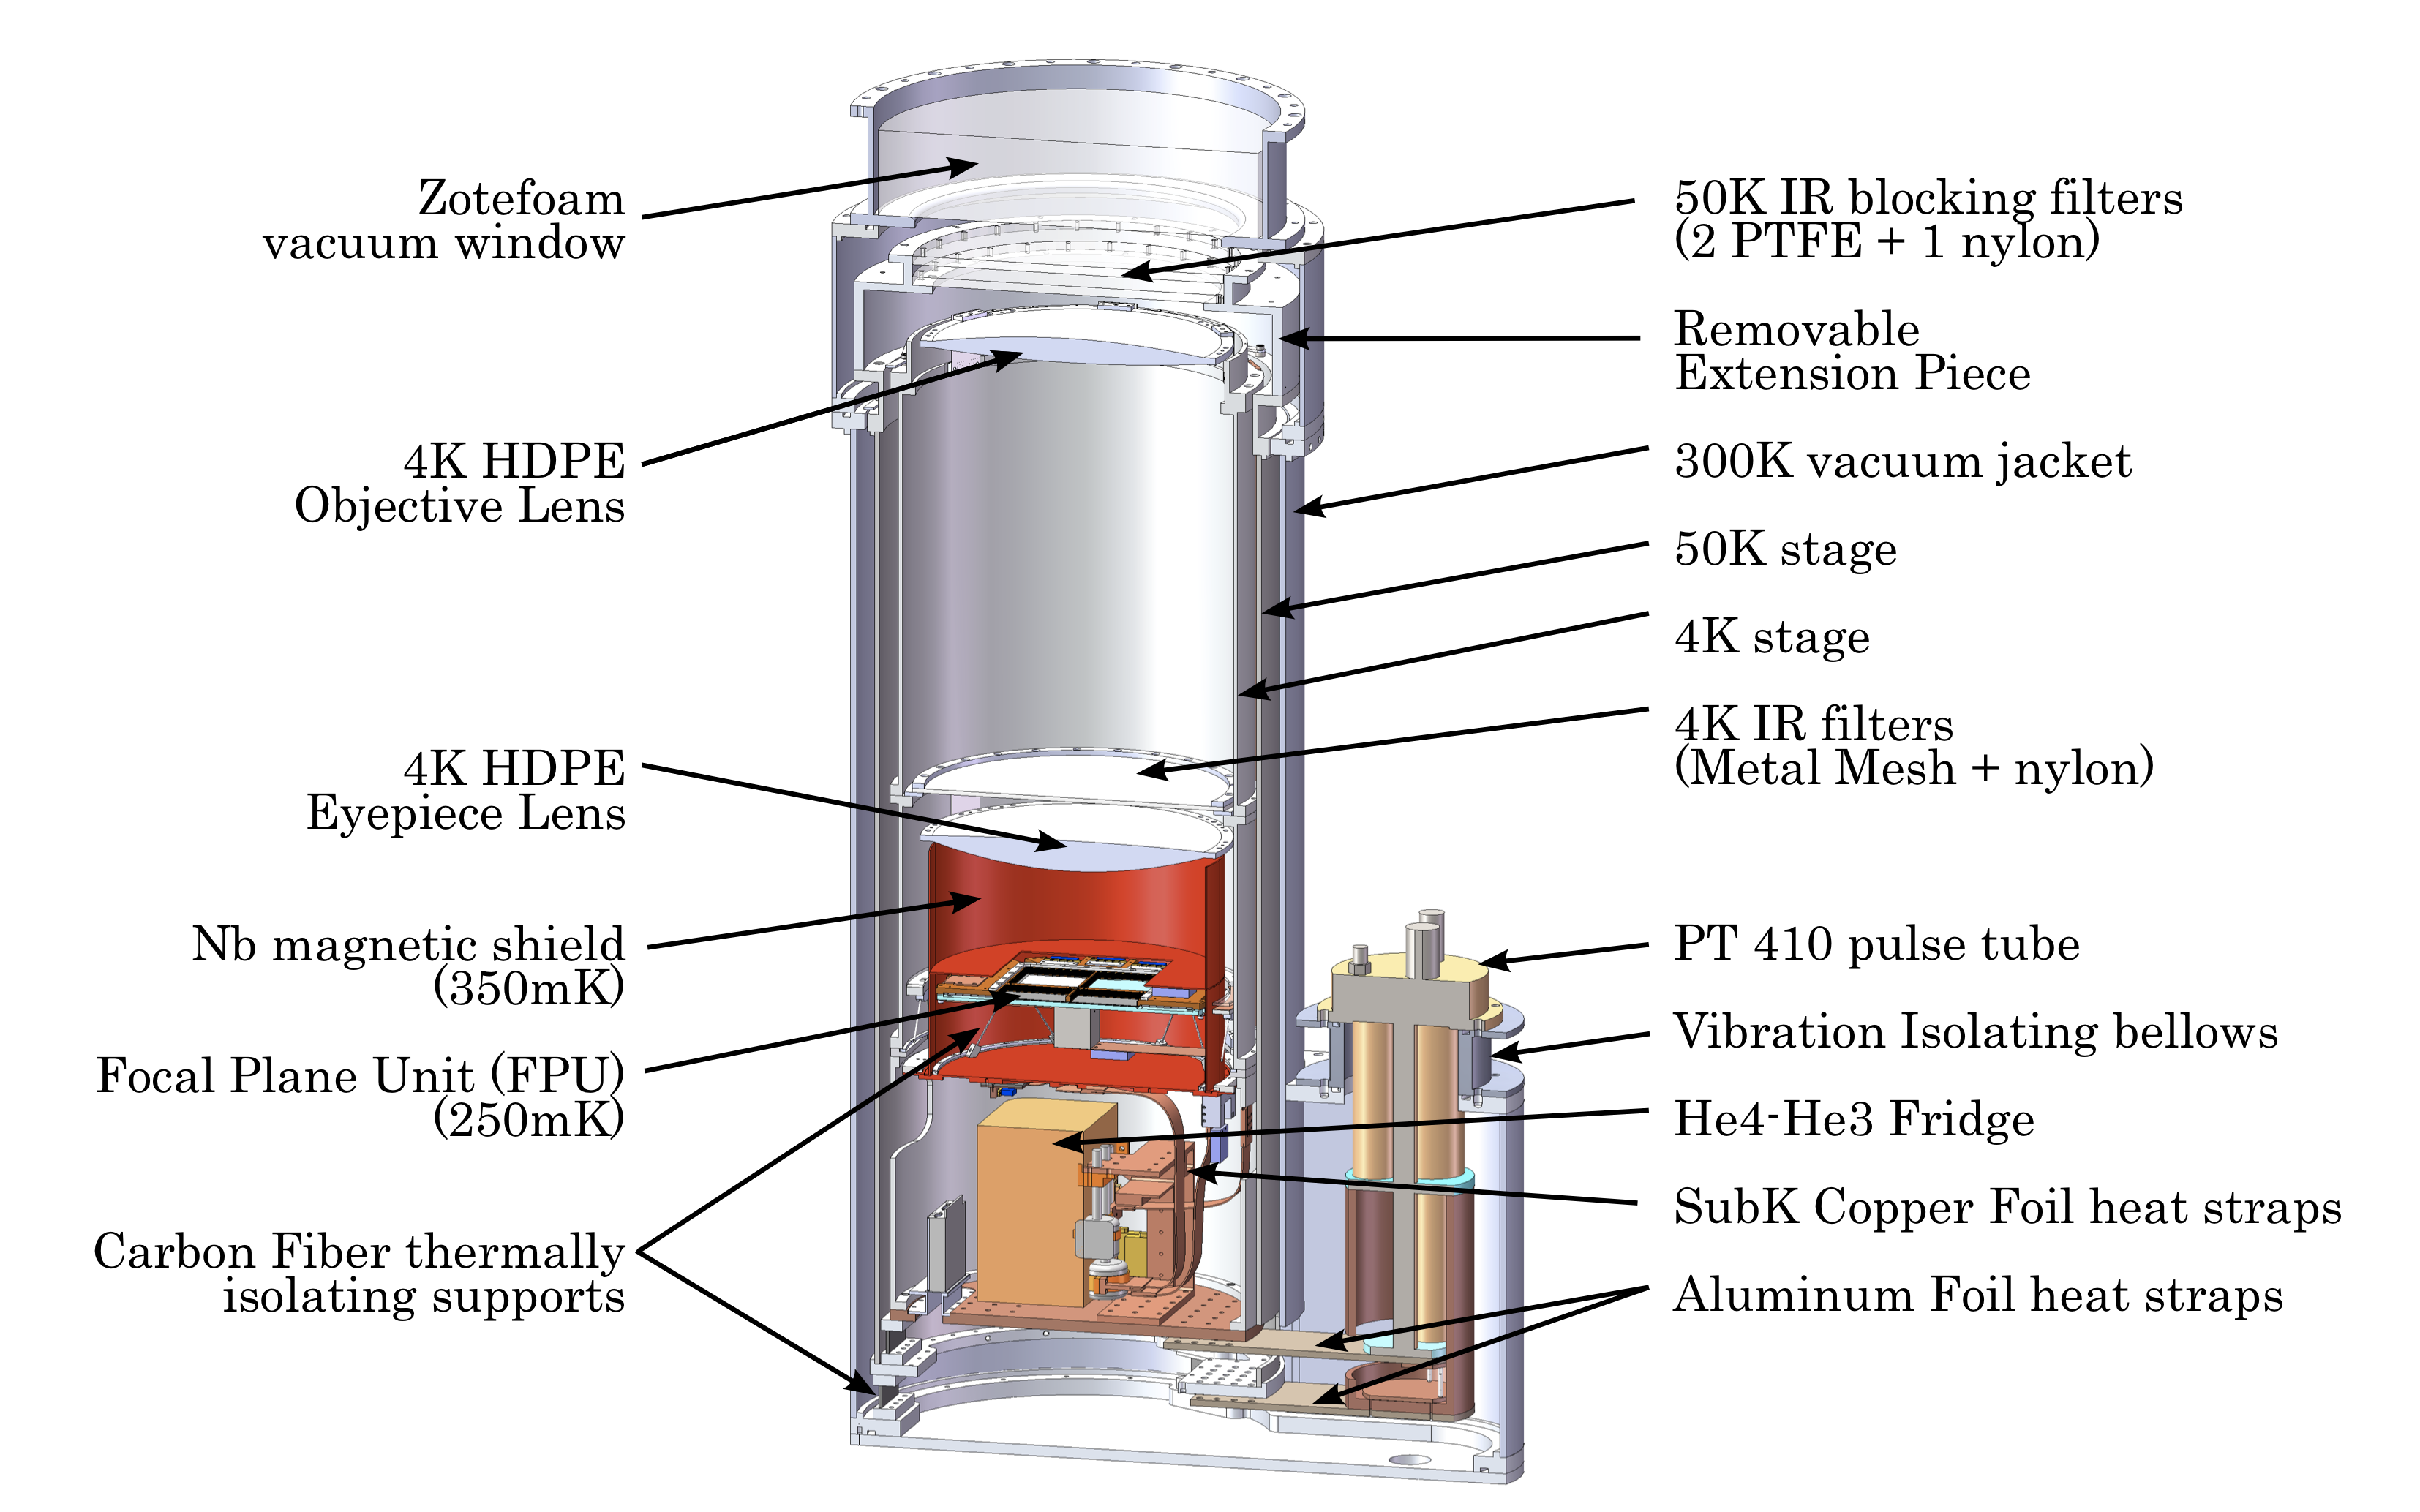 Zotefoam
vacuum window
4K HDPE
Objective Lens
4K HDPE
Eyepiece Lens
Nb magnetic shield
(350mK)
Focal Plane Unit (FPU)
(250mK)
Carbon Fiber thermally
isolating supports
50K IR blocking filters
(2 PTFE + 1 nylon)
Removable
Extension Piece
300K vacuum jacket
50K stage
4K stage
4K IR filters
(Metal Mesh + nylon)
PT 410 pulse tube
Vibration Isolating bellows
He4-He3 Fridge
SubK Copper Foil heat straps
Aluminum Foil heat straps